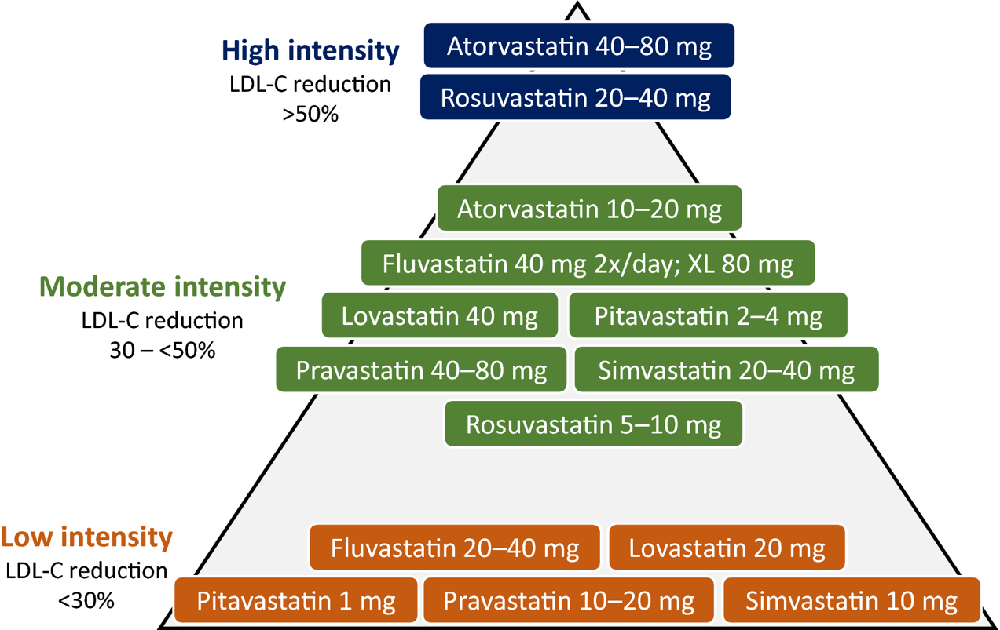 High intensity
LDL-C reduction
>50%
Atorvastatin 40–80 mg
Rosuvastatin 20–40 mg
Moderate intensity
LDL-C reduction
30 – <50%
Atorvastatin 10–20 mg
Fluvastatin 40 mg 2x/day; XL 80 mg
Lovastatin 40 mg
Pitavastatin 2–4 mg
Pravastatin 40–80 mg
Simvastatin 20–40 mg
Rosuvastatin 5–10 mg
Low intensity
LDL-C reduction
<30%
Fluvastatin 20–40 mg
Lovastatin 20 mg
Pitavastatin 1 mg
Pravastatin 10–20 mg
Simvastatin 10 mg